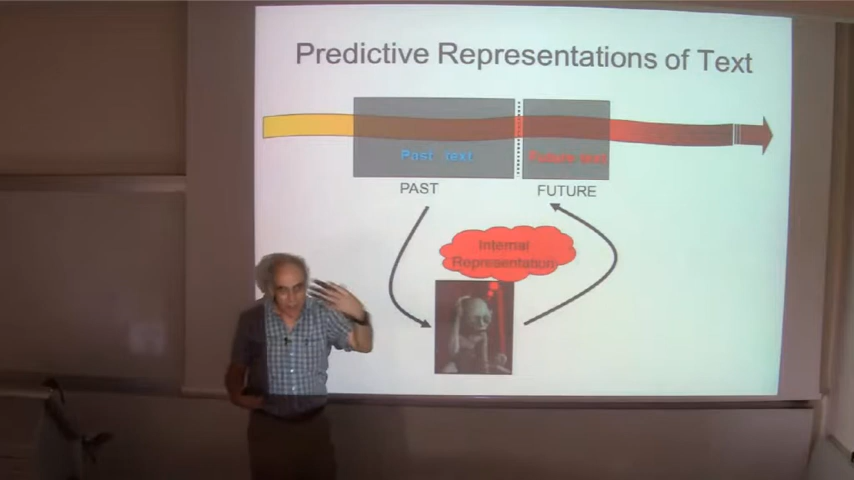 Predictive Representations of Text
Past text
Future text
PAST
FUTURE
Internal
Representation